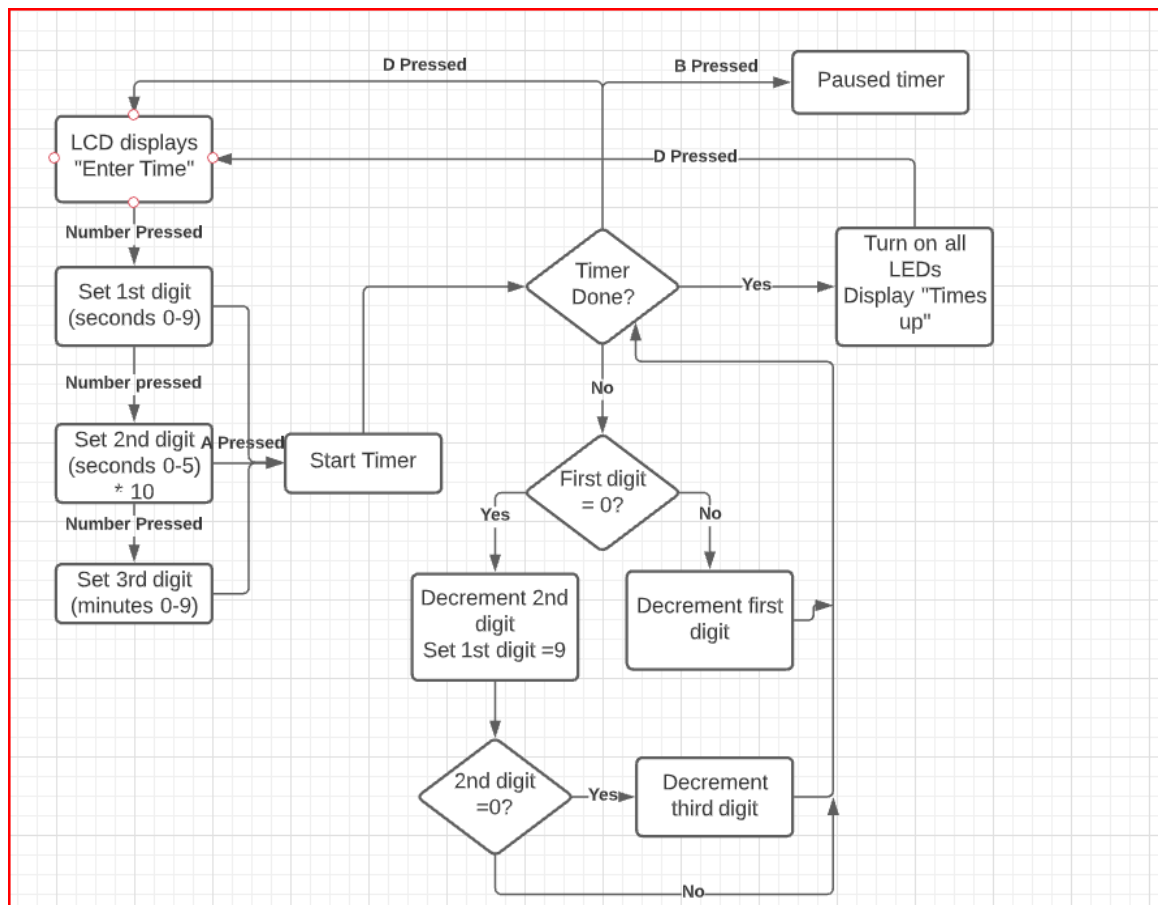 D Pressed
B Pressed
Paused timer
LCD displays
"Enter Time"
D Pressed
Number Pressed
Timer
Done?
Yes
Turn on all
LEDs
Display "Times
up"
Set 1st digit
(seconds 0-9)
Number pressed
No
Set 2nd digit
(seconds 0-5)
* 10
A Pressed
Start Timer
First digit
= 0?
Yes
No
Number Pressed
Set 3rd digit
(minutes 0-9)
Decrement 2nd
digit
Set 1st digit =9
Decrement first
digit
2nd digit
=0?
Yes
Decrement
third digit
No